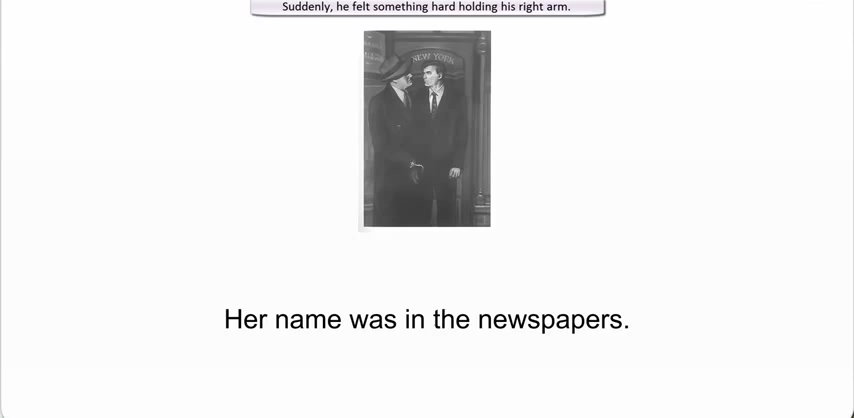 Suddenly, he felt something hard holding his right arm.
NEW YORK
Her name was in the newspapers.